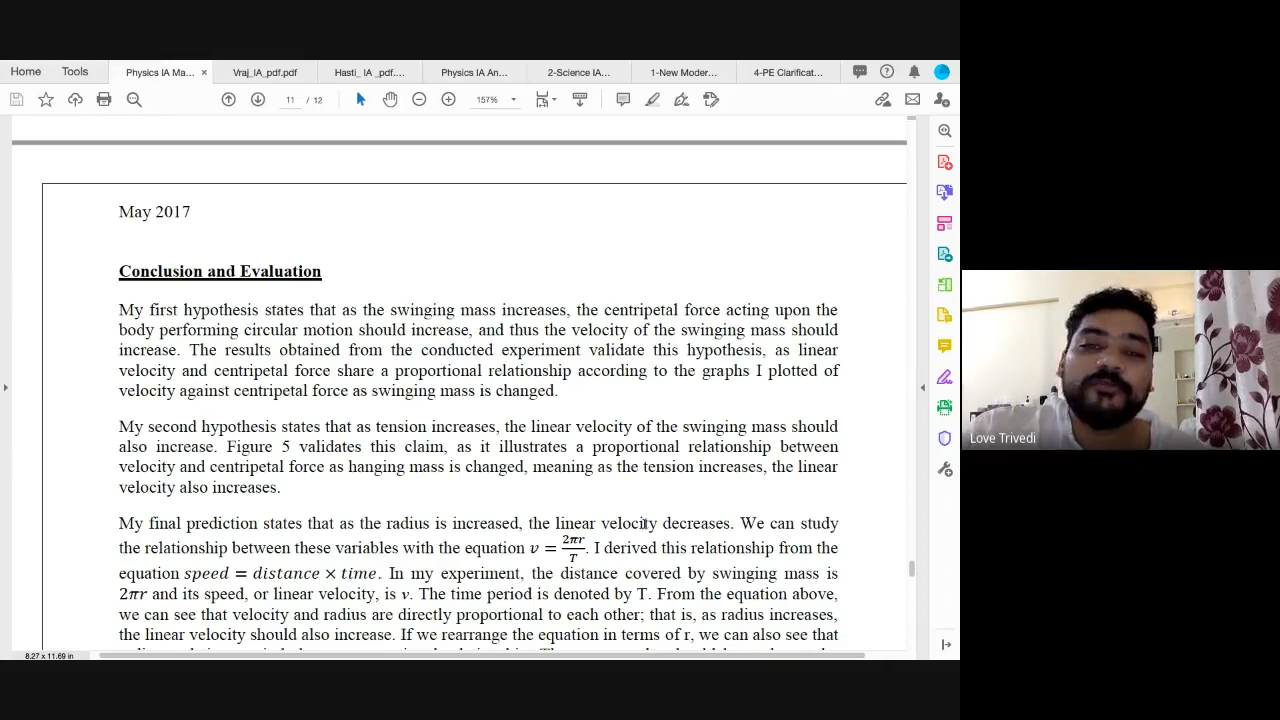 Home Tools Physics IA Ma... × Vraj_IA_pdf.pdf Hasti_ IA _pdf.... Physics IA An... 2-Science IA... 1-New Moder... 4-PE Clarificat...
11 / 12 157%
May 2017
Conclusion and Evaluation
My first hypothesis states that as the swinging mass increases, the centripetal force acting upon the
body performing circular motion should increase, and thus the velocity of the swinging mass should
increase. The results obtained from the conducted experiment validate this hypothesis, as linear
velocity and centripetal force share a proportional relationship according to the graphs I plotted of
velocity against centripetal force as swinging mass is changed.
My second hypothesis states that as tension increases, the linear velocity of the swinging mass should
also increase. Figure 5 validates this claim, as it illustrates a proportional relationship between
velocity and centripetal force as hanging mass is changed, meaning as the tension increases, the linear
velocity also increases.
My final prediction states that as the radius is increased, the linear velocity decreases. We can study
the relationship between these variables with the equation v = 2πr/T. I derived this relationship from the
equation speed = distance × time. In my experiment, the distance covered by swinging mass is
2πr and its speed, or linear velocity, is v. The time period is denoted by T. From the equation above,
we can see that velocity and radius are directly proportional to each other; that is, as radius increases,
the linear velocity should also increase. If we rearrange the equation in terms of r, we can also see that
8.27 x 11.69 in
Love Trivedi